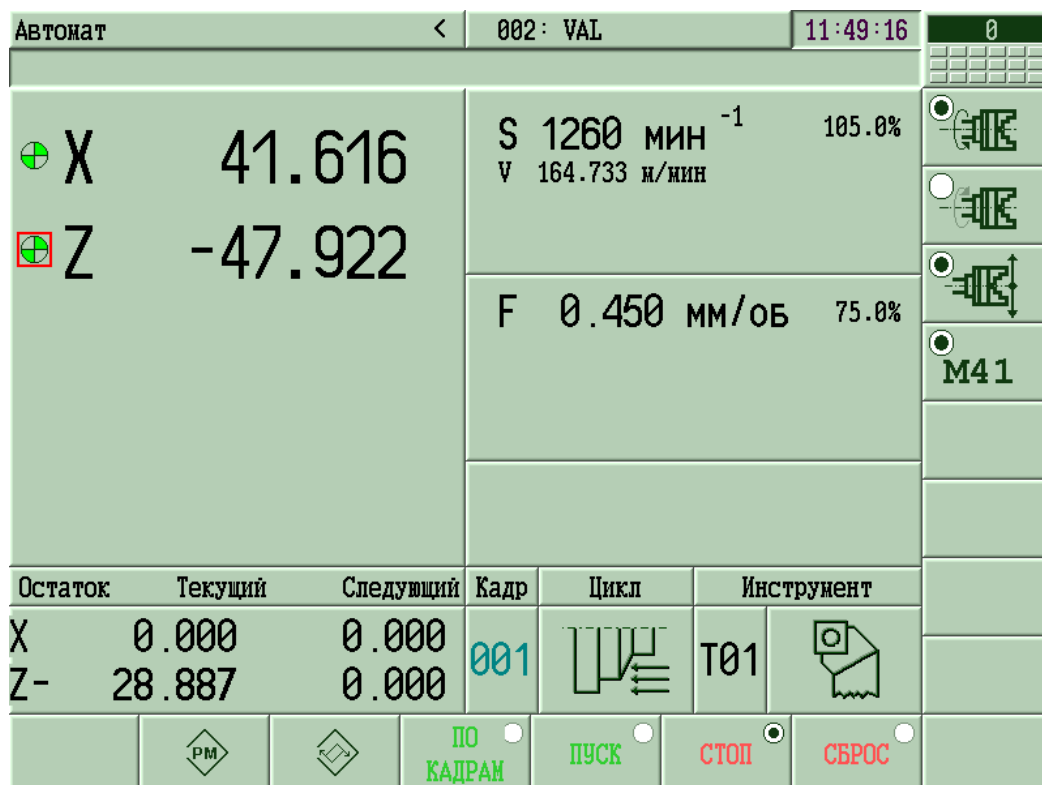 Автомат <
002: VAL
11:49:16
0
X 41.616
Z -47.922
S 1260 мин -1 105.0%
V 164.733 м/мин
F 0.450 мм/об 75.0%
M41
Остаток Текущий Следующий
Кадр Цикл Инструмент
X 0.000 0.000
Z- 28.887 0.000
001
T01
PM
ПО
КАДРАМ
ПУСК
СТОП
СБРОС